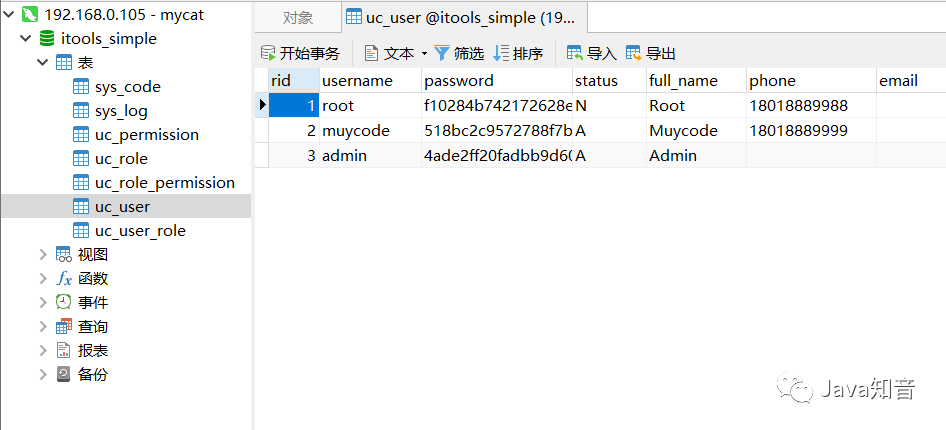 192.168.0.105 - mycat
itools_simple
表
sys_code
sys_log
uc_permission
uc_role
uc_role_permission
uc_user
uc_user_role
视图
fx 函数
事件
查询
报表
备份
对象 uc_user @itools_simple (19...
开始事务 文本 筛选 排序 导入 导出
rid username password status full_name phone email
1 root f10284b742172628e N Root 18018889988
2 muycode 518bc2c9572788f7b A Muycode 18018889999
3 admin 4ade2ff20fadbb9d60 A Admin
Java知音